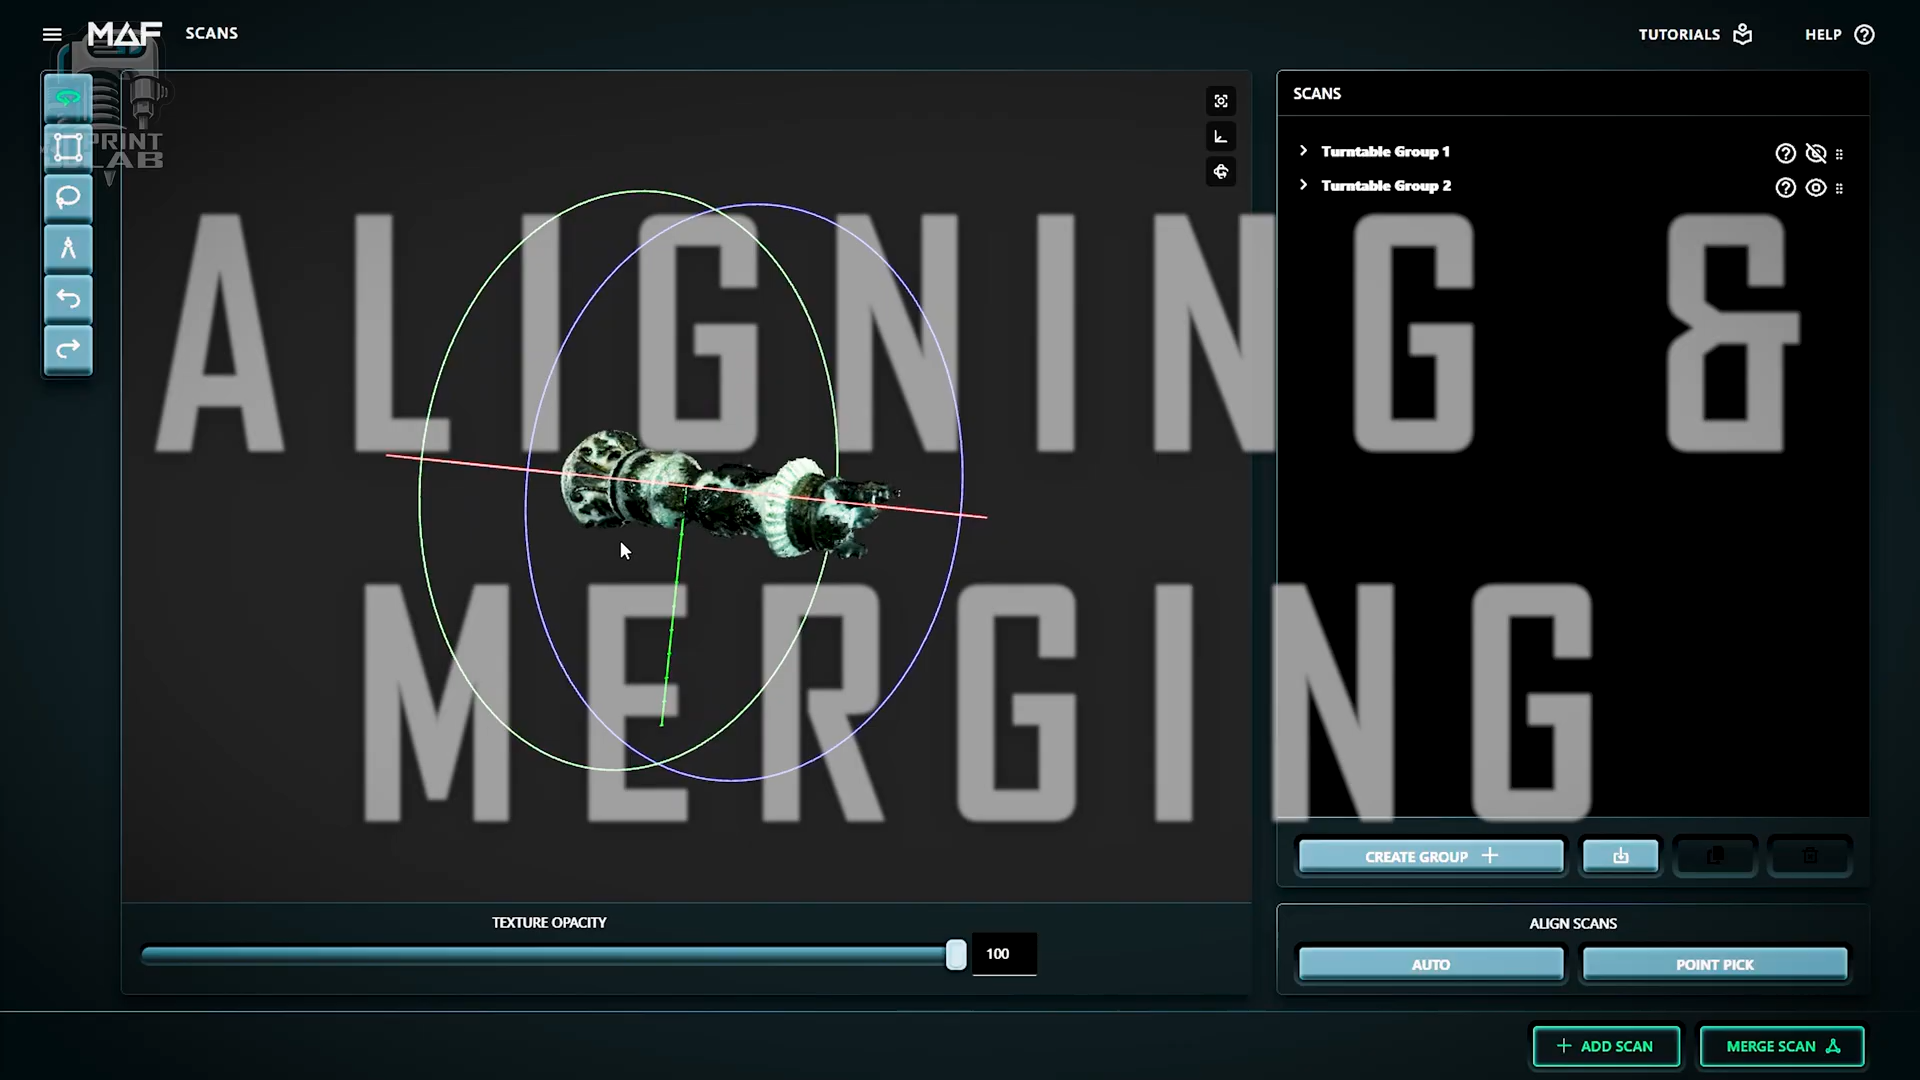 MAF SCANS
TUTORIALS
HELP
PRINT
LAB
SCANS
Turntable Group 1
Turntable Group 2
ALIGNING &
MERGING
CREATE GROUP
TEXTURE OPACITY
100
ALIGN SCANS
AUTO
POINT PICK
ADD SCAN
MERGE SCAN